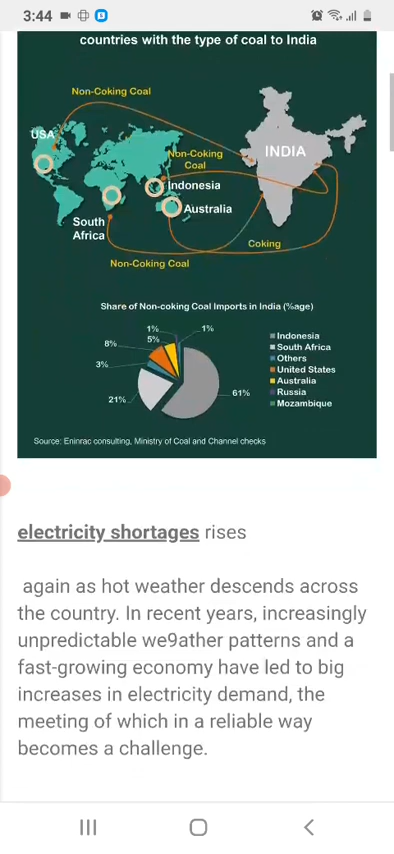 3:44
countries with the type of coal to India
Non-Coking Coal
USA
Non-Coking
Coal
INDIA
Indonesia
Australia
South
Africa
Coking
Non-Coking Coal
Share of Non-coking Coal Imports in India (%age)
1%
1%
5%
8%
3%
61%
21%
Indonesia
South Africa
Others
United States
Australia
Russia
Mozambique
Source: Eninrac consulting, Ministry of Coal and Channel checks
electricity shortages rises
again as hot weather descends across
the country. In recent years, increasingly
unpredictable we9ather patterns and a
fast-growing economy have led to big
increases in electricity demand, the
meeting of which in a reliable way
becomes a challenge.